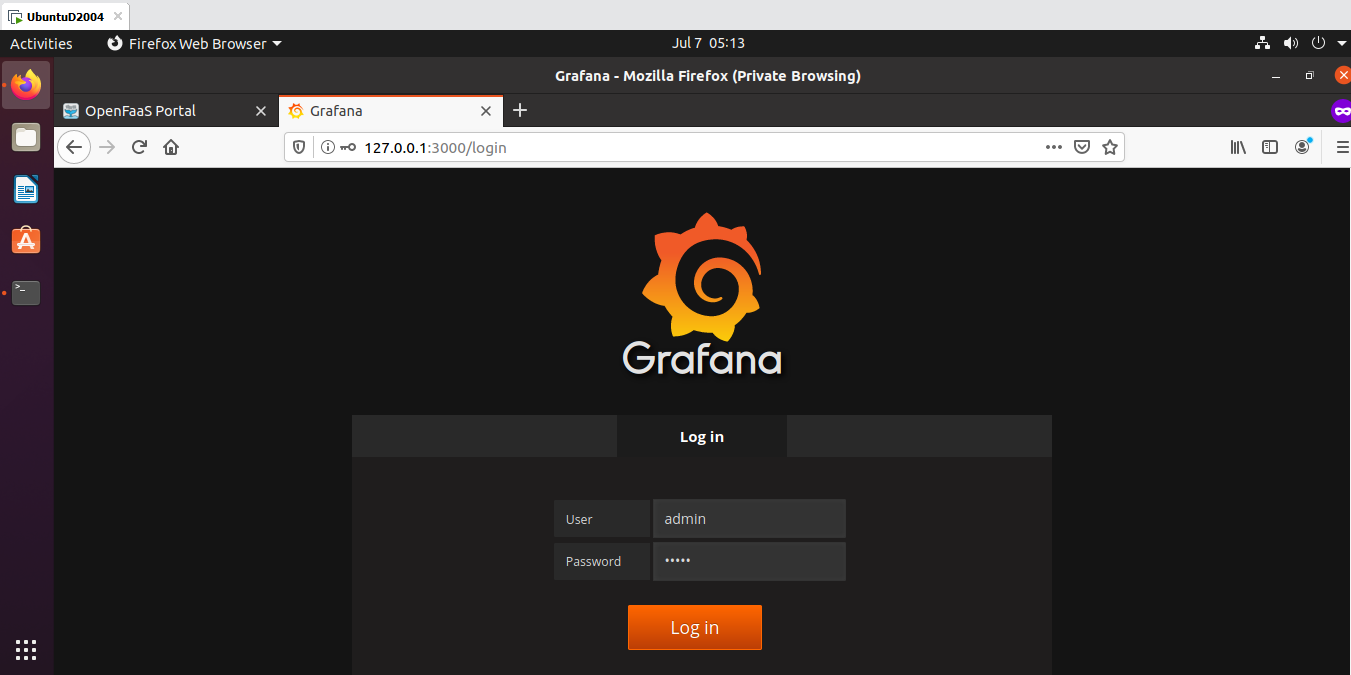 UbuntuD2004
Activities Firefox Web Browser Jul 7 05:13
Grafana - Mozilla Firefox (Private Browsing)
OpenFaaS Portal Grafana
127.0.0.1:3000/login
Grafana
Log in
User admin
Password •••••
Log in